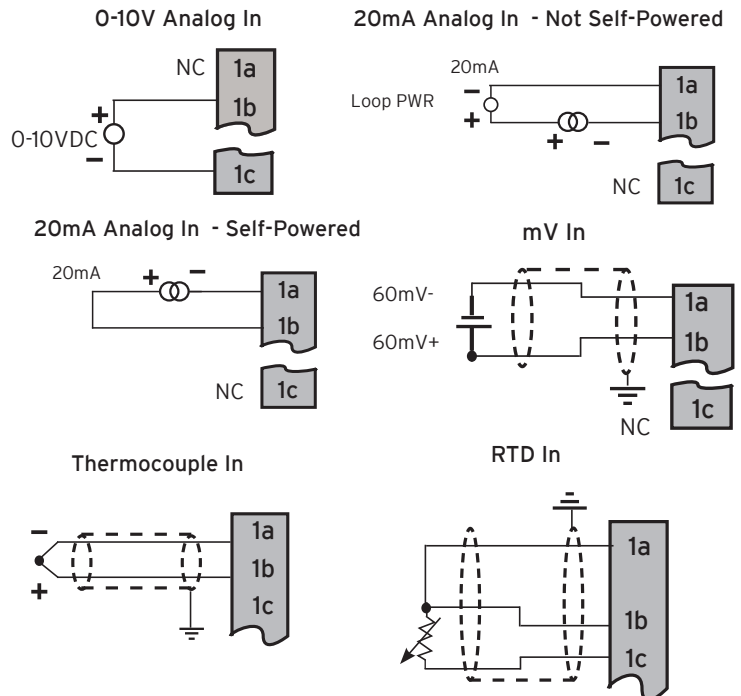 0-10V Analog In
NC
1a
1b
+
0-10VDC
−
1c
20mA Analog In - Not Self-Powered
20mA
−
Loop PWR
+
+ −
1a
1b
NC
1c
20mA Analog In - Self-Powered
20mA
+ −
1a
1b
NC
1c
mV In
60mV-
60mV+
1a
1b
NC
1c
Thermocouple In
−
+
1a
1b
1c
RTD In
1a
1b
1c